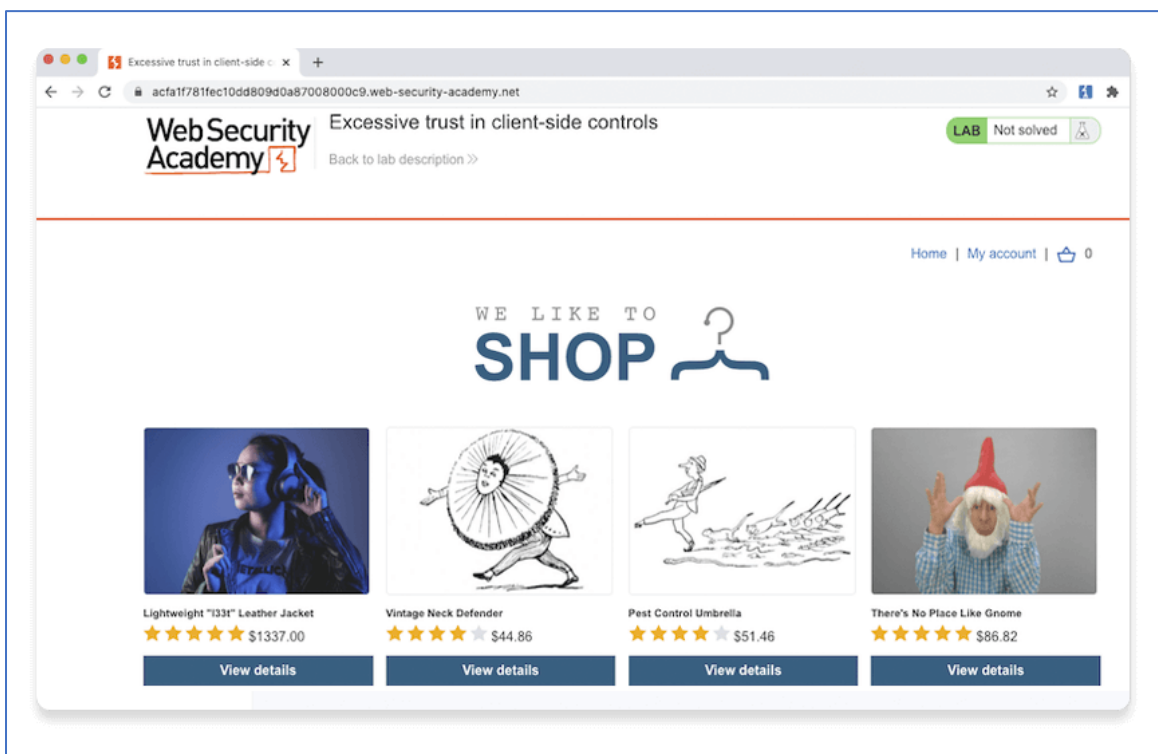 Excessive trust in client-side c
acfa1f781fec10dd809d0a87008000c9.web-security-academy.net
Web Security
Academy
Excessive trust in client-side controls
Back to lab description
LAB Not solved
Home | My account | 0
WE LIKE TO
SHOP
Lightweight "l33t" Leather Jacket
$1337.00
View details
Vintage Neck Defender
$44.86
View details
Pest Control Umbrella
$51.46
View details
There's No Place Like Gnome
$86.82
View details